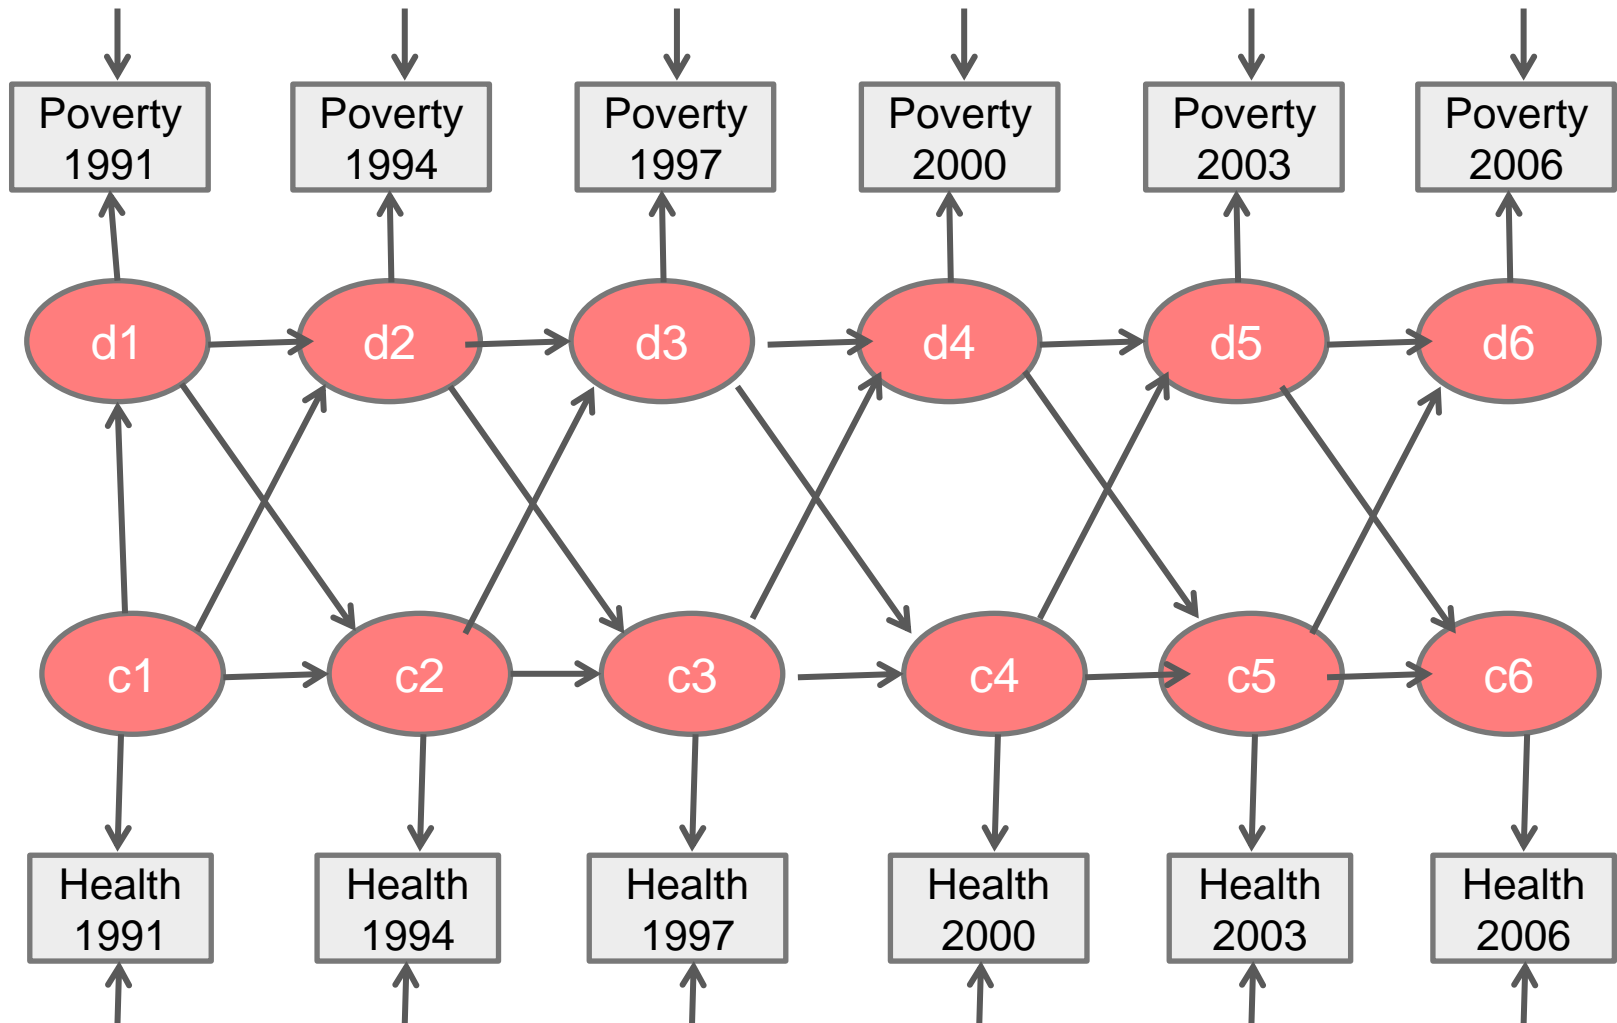 Poverty
1991
Poverty
1994
Poverty
1997
Poverty
2000
Poverty
2003
Poverty
2006
d1
d2
d3
d4
d5
d6
c1
c2
c3
c4
c5
c6
Health
1991
Health
1994
Health
1997
Health
2000
Health
2003
Health
2006